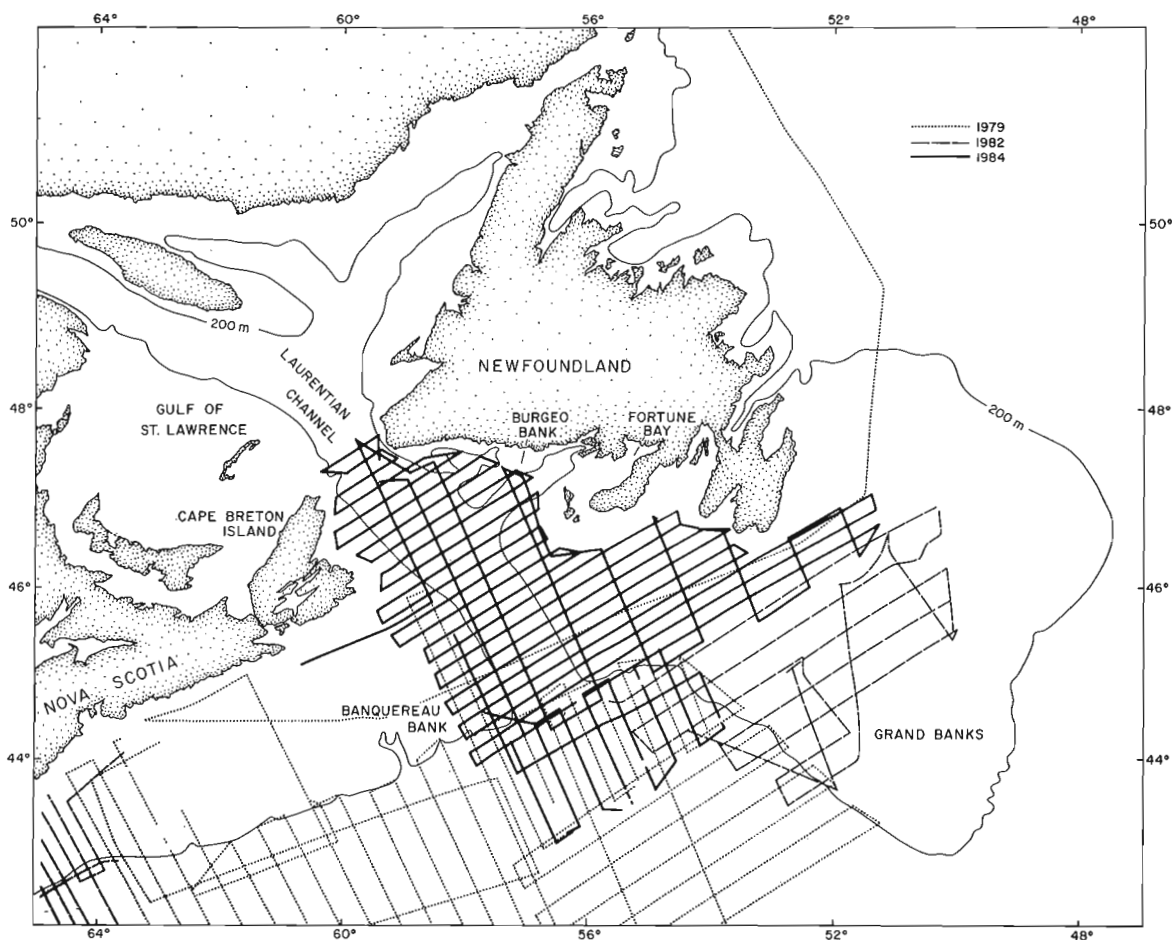 64° 60° 56° 52° 48°
1979
1982
1984
50° 50°
200 m
NEWFOUNDLAND
LAURENTIAN
CHANNEL
48° 48°
200 m
GULF OF
ST. LAWRENCE
BURGEO
BANK
FORTUNE
BAY
CAPE BRETON
ISLAND
46° 46°
NOVA SCOTIA
BANQUEREAU
BANK
GRAND BANKS
44° 44°
64° 60° 56° 52° 48°